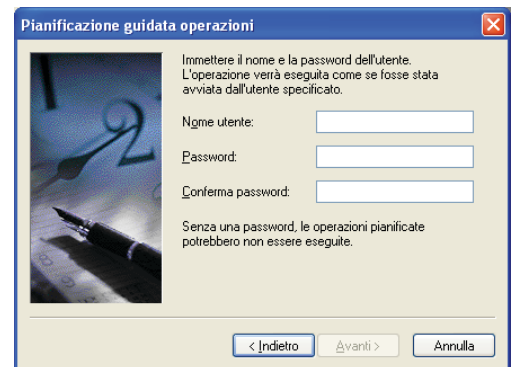 Pianificazione guidata operazioni
Immettere il nome e la password dell'utente.
L'operazione verrà eseguita come se fosse stata
avviata dall'utente specificato.
Nome utente:
Password:
Conferma password:
Senza una password, le operazioni pianificate
potrebbero non essere eseguite.
< Indietro
Avanti >
Annulla